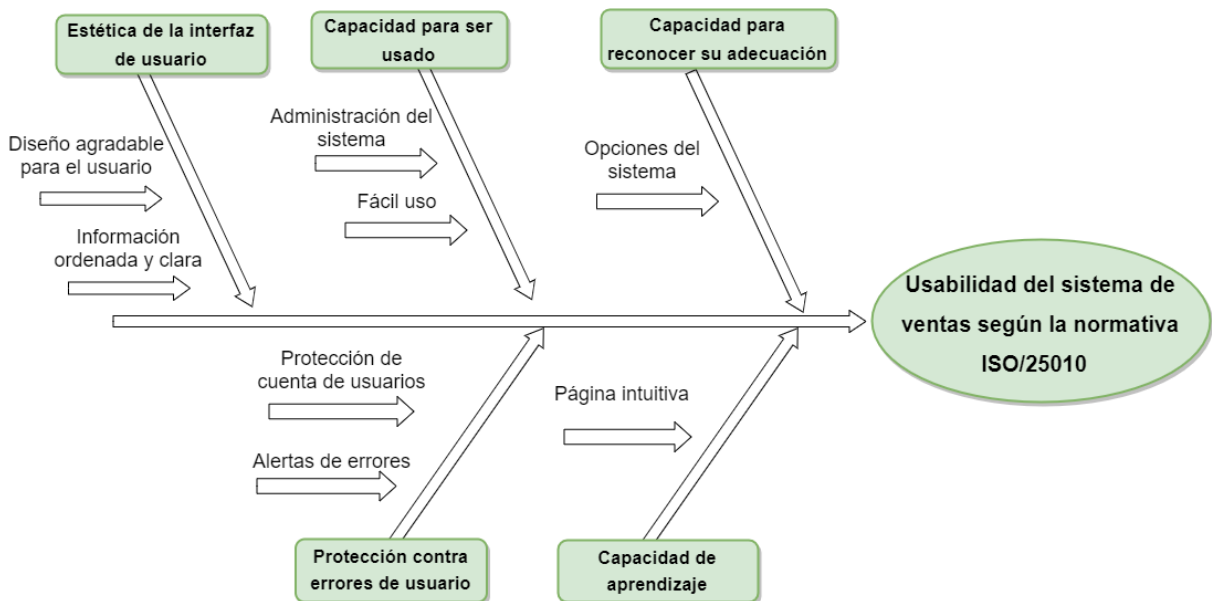 Estética de la interfaz
de usuario
Capacidad para ser
usado
Capacidad para
reconocer su adecuación
Diseño agradable
para el usuario
Información
ordenada y clara
Administración del
sistema
Fácil uso
Opciones del
sistema
Usabilidad del sistema de
ventas según la normativa
ISO/25010
Protección de
cuenta de usuarios
Alertas de errores
Página intuitiva
Protección contra
errores de usuario
Capacidad de
aprendizaje